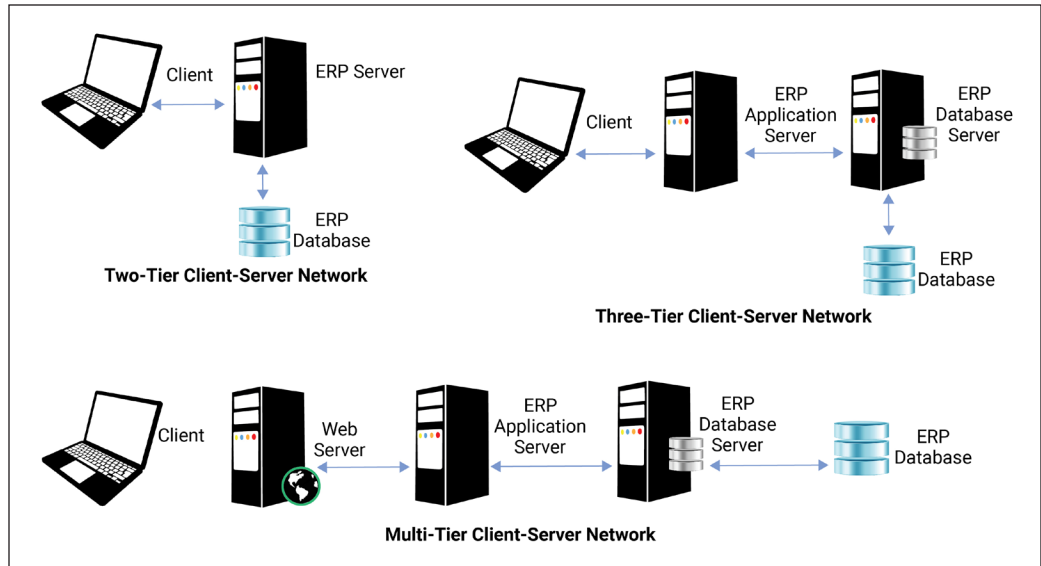 Client
ERP Server
ERP
Database
Two-Tier Client-Server Network
Client
ERP
Application
Server
ERP
Database
Server
ERP
Database
Three-Tier Client-Server Network
Client
Web
Server
ERP
Application
Server
ERP
Database
Server
ERP
Database
Multi-Tier Client-Server Network